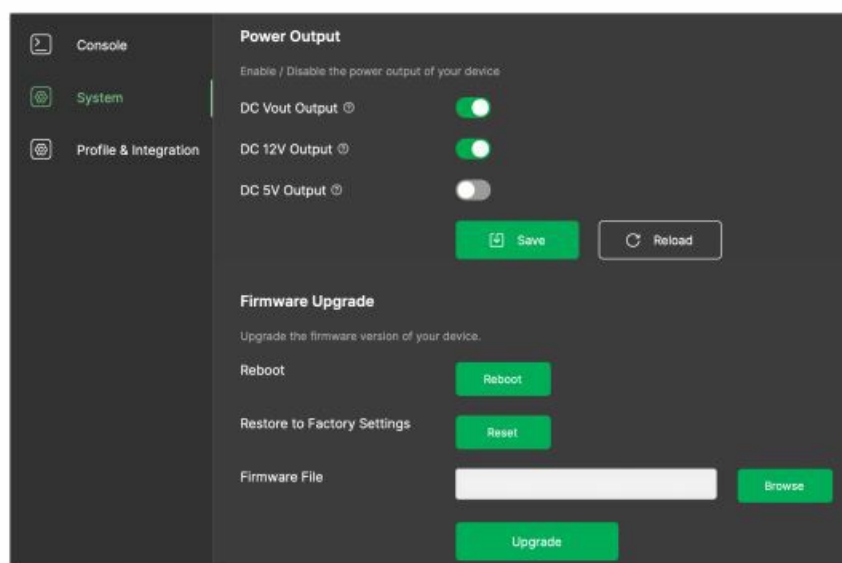 Console
System
Profile & Integration
Power Output
Enable / Disable the power output of your device
DC Vout Output
DC 12V Output
DC 5V Output
Save
Reload
Firmware Upgrade
Upgrade the firmware version of your device.
Reboot
Reboot
Restore to Factory Settings
Reset
Firmware File
Browse
Upgrade